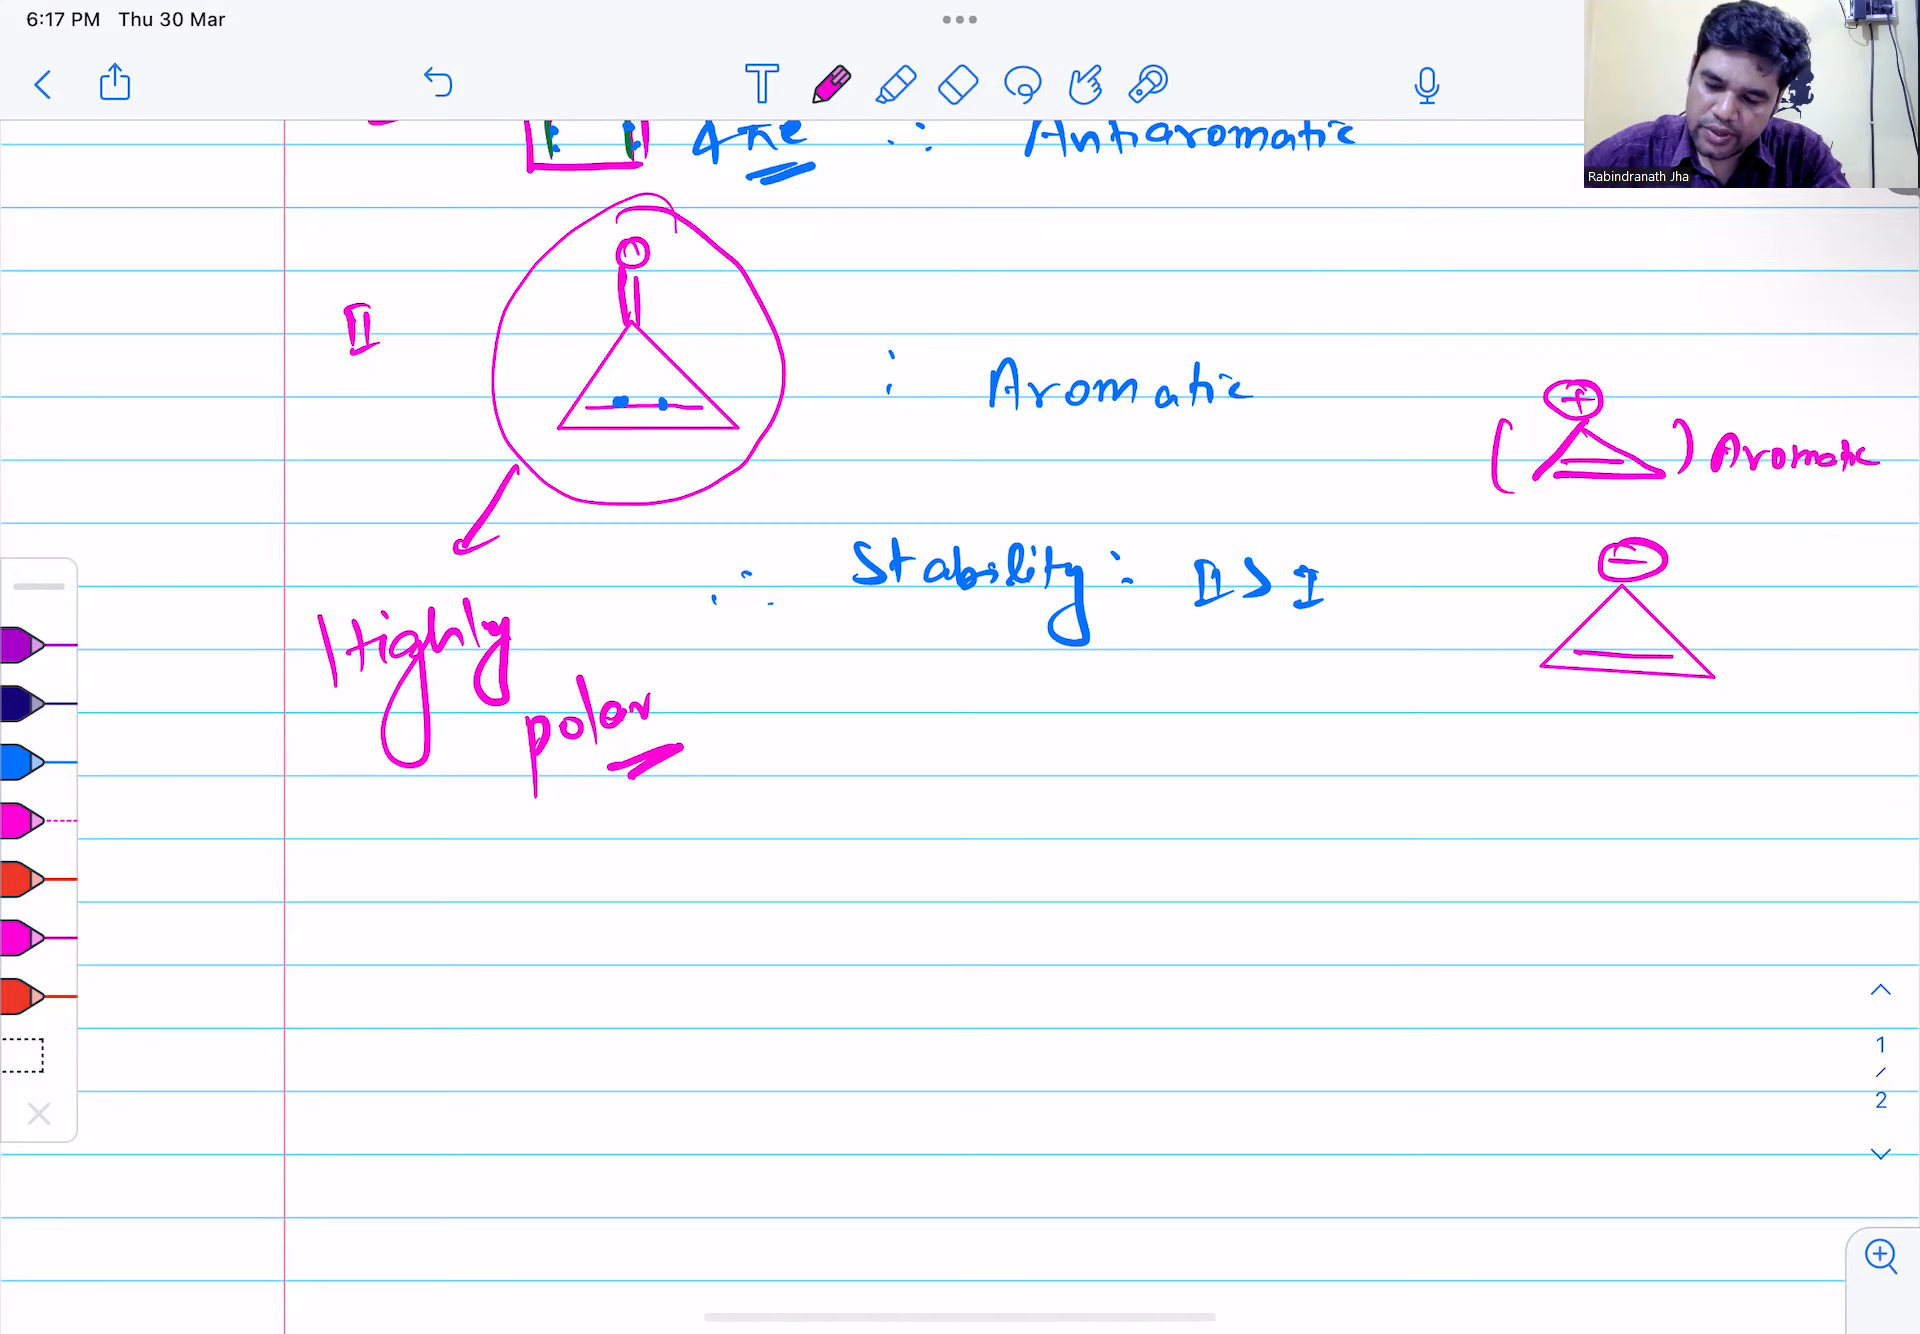 6:17 PM Thu 30 Mar
T
Rabindranath Jha
4πe ∴ Antiaromatic
O
II
: Aromatic
(+) Aromatic
∴ Stability : II > I
−
Highly
polar
1
/
2